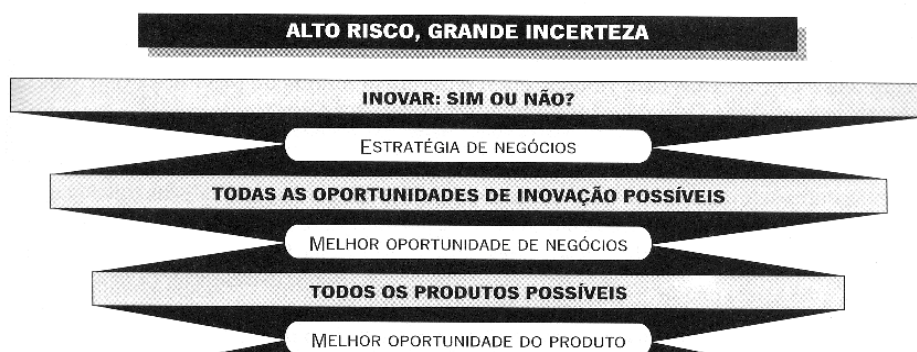 ALTO RISCO, GRANDE INCERTEZA
INOVAR: SIM OU NÃO?
ESTRATÉGIA DE NEGÓCIOS
TODAS AS OPORTUNIDADES DE INOVAÇÃO POSSÍVEIS
MELHOR OPORTUNIDADE DE NEGÓCIOS
TODOS OS PRODUTOS POSSÍVEIS
MELHOR OPORTUNIDADE DO PRODUTO